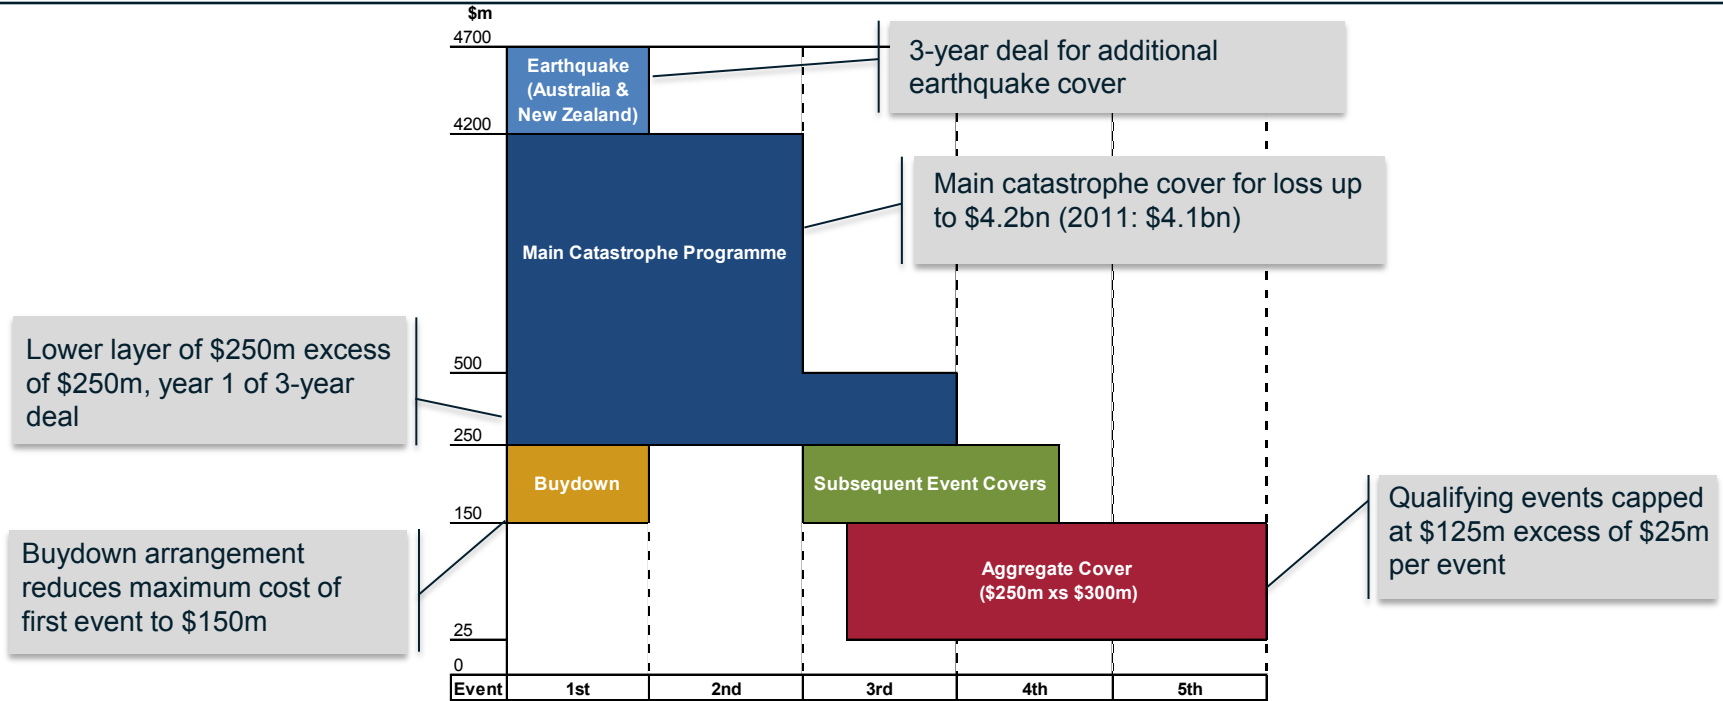 $m
4700
Earthquake
(Australia &
New Zealand)
3-year deal for additional
earthquake cover
4200
Main catastrophe cover for loss up
to $4.2bn (2011: $4.1bn)
Main Catastrophe Programme
Lower layer of $250m excess
of $250m, year 1 of 3-year
deal
500
250
Buydown
Subsequent Event Covers
150
Qualifying events capped
at $125m excess of $25m
per event
Buydown arrangement
reduces maximum cost of
first event to $150m
Aggregate Cover
($250m xs $300m)
25
0
Event 1st 2nd 3rd 4th 5th